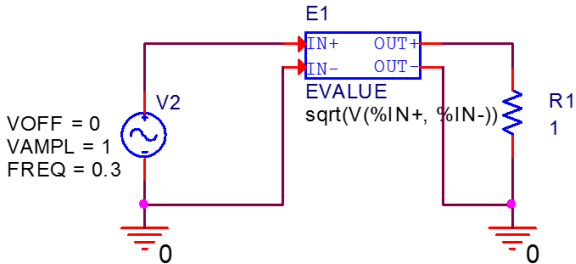 E1
IN+ OUT+
IN- OUT-
EVALUE
sqrt(V(%IN+, %IN-))
V2
VOFF = 0
VAMPL = 1
FREQ = 0.3
R1
1
0
0